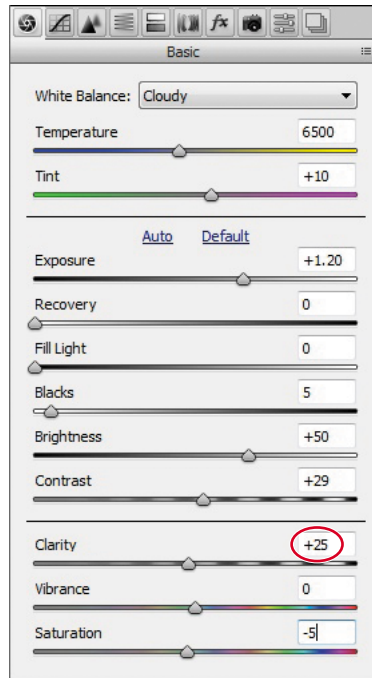 fx
Basic
White Balance: Cloudy
Temperature 6500
Tint +10
Auto Default
Exposure +1.20
Recovery 0
Fill Light 0
Blacks 5
Brightness +50
Contrast +29
Clarity +25
Vibrance 0
Saturation -5